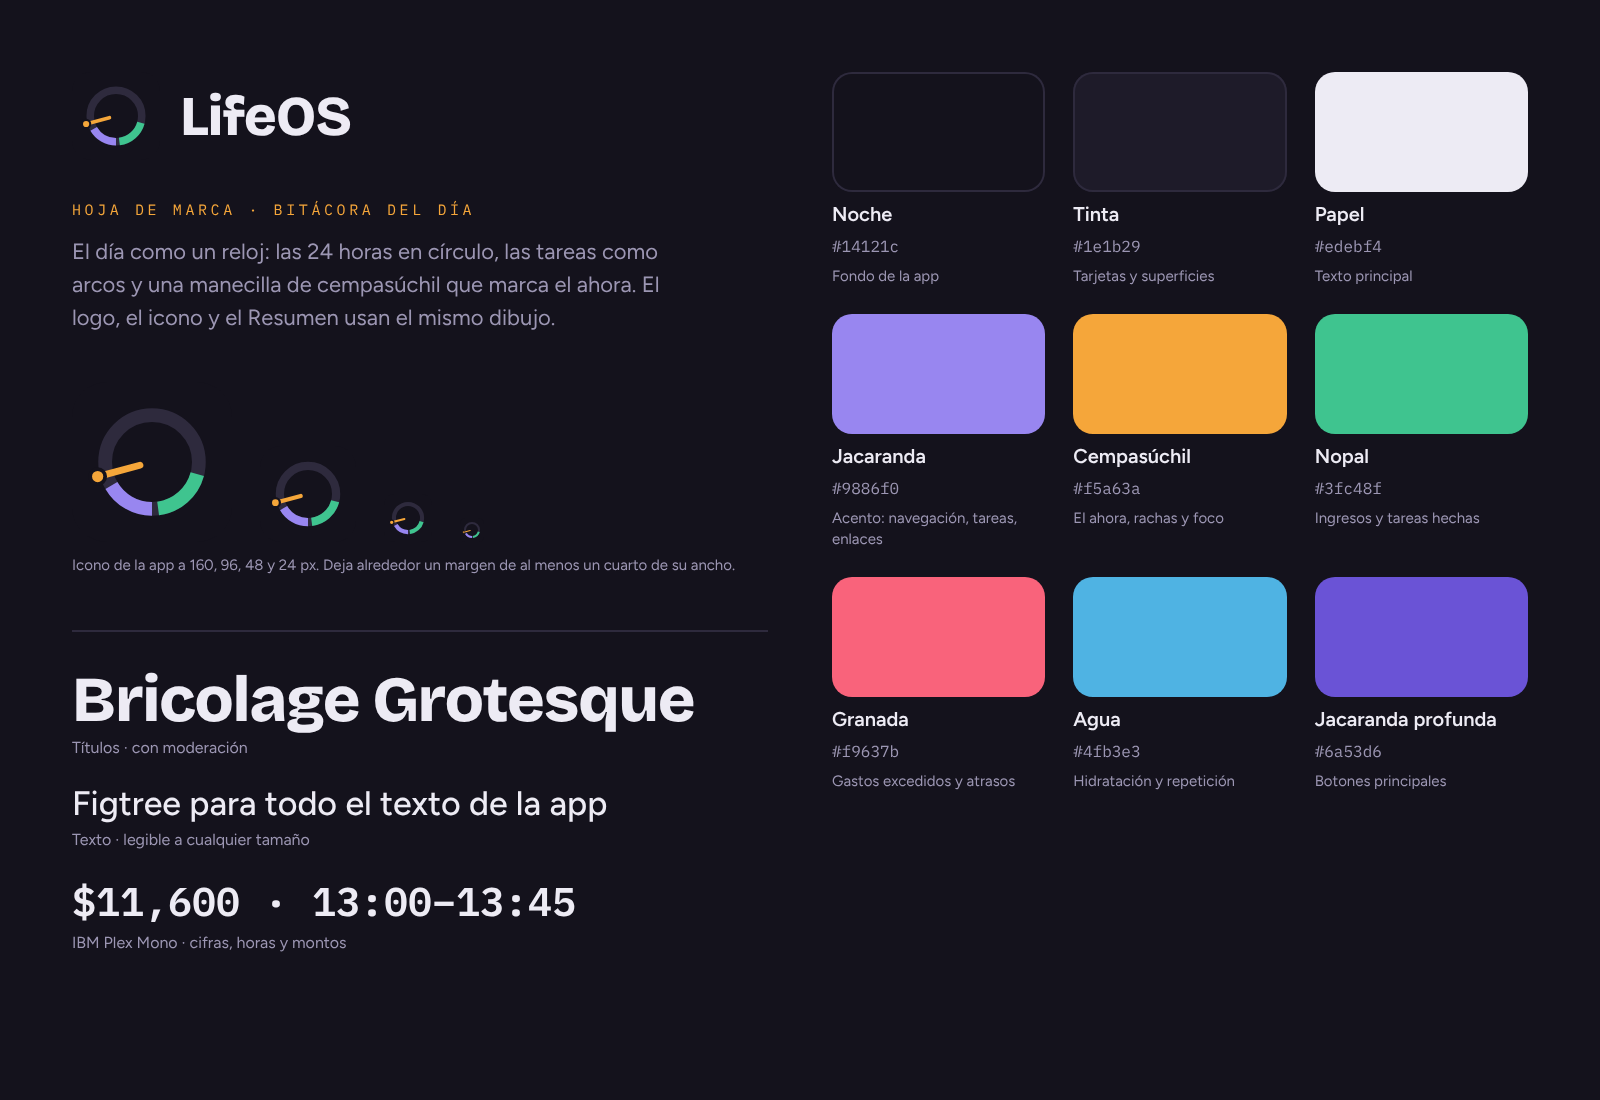 LifeOS
HOJA DE MARCA · BITÁCORA DEL DÍA
El día como un reloj: las 24 horas en círculo, las tareas como
arcos y una manecilla de cempasúchil que marca el ahora. El
logo, el icono y el Resumen usan el mismo dibujo.
Icono de la app a 160, 96, 48 y 24 px. Deja alrededor un margen de al menos un cuarto de su ancho.
Bricolage Grotesque
Títulos · con moderación
Figtree para todo el texto de la app
Texto · legible a cualquier tamaño
$11,600 · 13:00–13:45
IBM Plex Mono · cifras, horas y montos
Noche
#14121c
Fondo de la app
Tinta
#1e1b29
Tarjetas y superficies
Papel
#edebf4
Texto principal
Jacaranda
#9886f0
Acento: navegación, tareas,
enlaces
Cempasúchil
#f5a63a
El ahora, rachas y foco
Nopal
#3fc48f
Ingresos y tareas hechas
Granada
#f9637b
Gastos excedidos y atrasos
Agua
#4fb3e3
Hidratación y repetición
Jacaranda profunda
#6a53d6
Botones principales